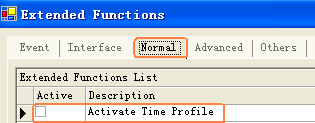 Extended Functions
Event Interface Normal Advanced Others
Extended Functions List
Active Description
Activate Time Profile